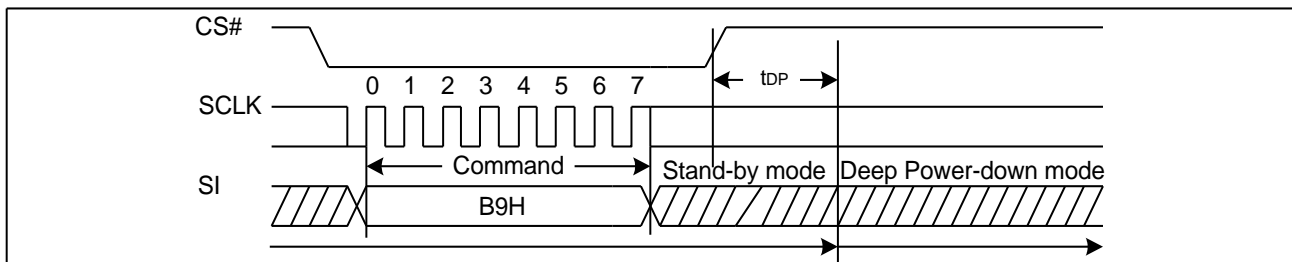 CS#
tDP
0 1 2 3 4 5 6 7
SCLK
Command
Stand-by mode Deep Power-down mode
SI
B9H